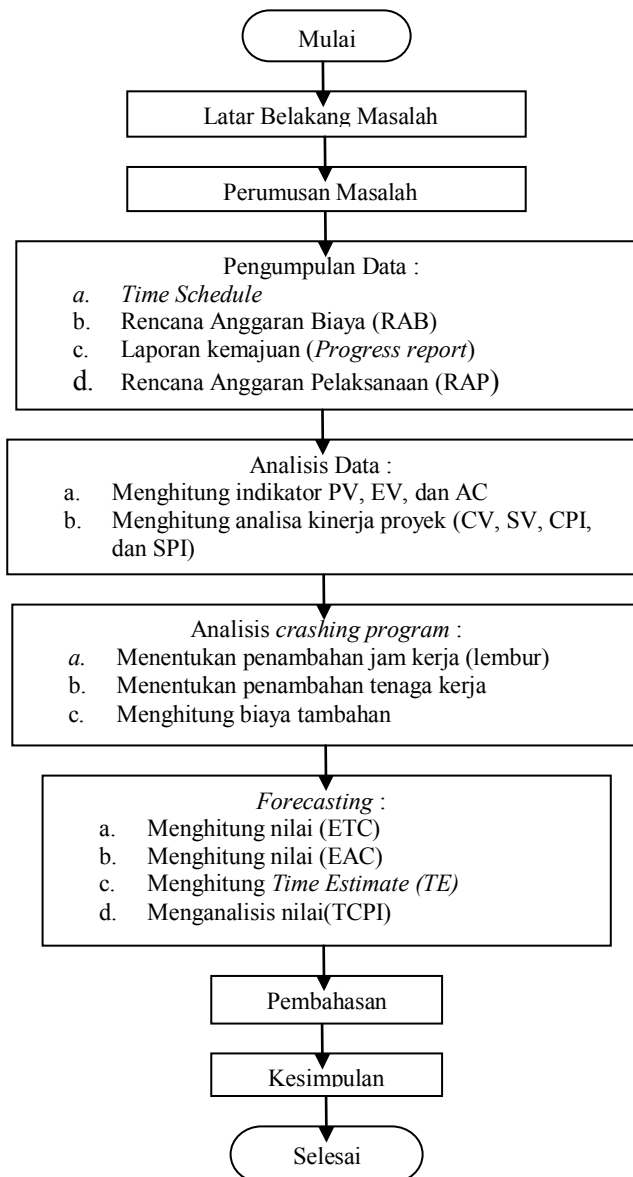 Mulai
Latar Belakang Masalah
Perumusan Masalah
Pengumpulan Data :
a. Time Schedule
b. Rencana Anggaran Biaya (RAB)
c. Laporan kemajuan (Progress report)
d. Rencana Anggaran Pelaksanaan (RAP)
Analisis Data :
a. Menghitung indikator PV, EV, dan AC
b. Menghitung analisa kinerja proyek (CV, SV, CPI,
dan SPI)
Analisis crashing program :
a. Menentukan penambahan jam kerja (lembur)
b. Menentukan penambahan tenaga kerja
c. Menghitung biaya tambahan
Forecasting :
a. Menghitung nilai (ETC)
b. Menghitung nilai (EAC)
c. Menghitung Time Estimate (TE)
d. Menganalisis nilai(TCPI)
Pembahasan
Kesimpulan
Selesai